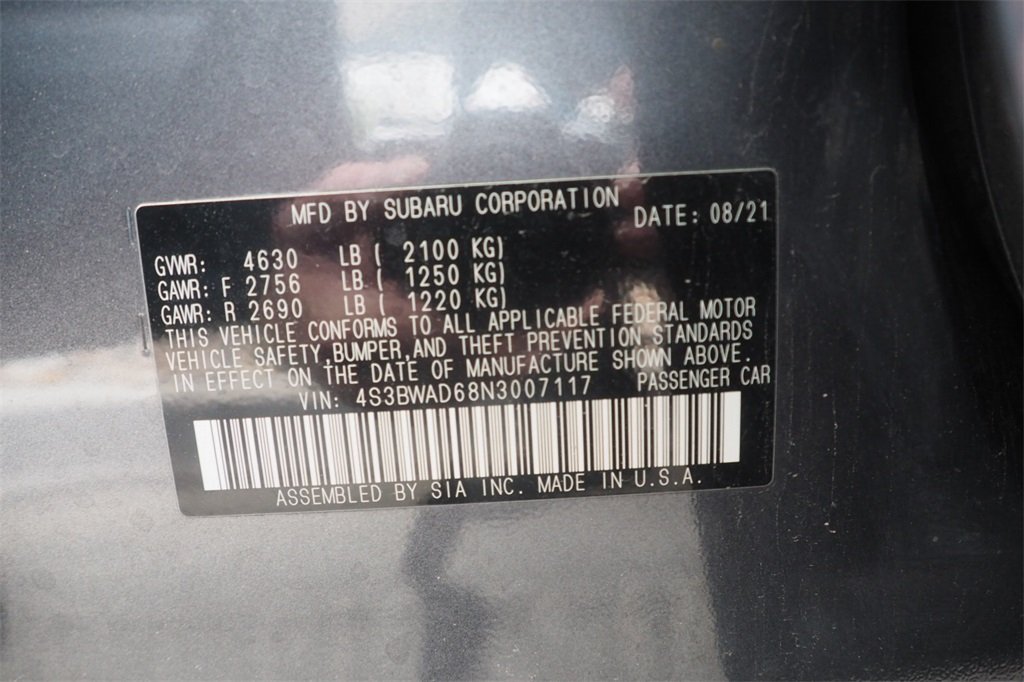 MFD BY SUBARU CORPORATION DATE: 08/21
GVWR: 4630 LB ( 2100 KG)
GAWR: F 2756 LB ( 1250 KG)
GAWR: R 2690 LB ( 1220 KG)
THIS VEHICLE CONFORMS TO ALL APPLICABLE FEDERAL MOTOR
VEHICLE SAFETY,BUMPER,AND THEFT PREVENTION STANDARDS
IN EFFECT ON THE DATE OF MANUFACTURE SHOWN ABOVE.
VIN: 4S3BWAD68N3007117 PASSENGER CAR
ASSEMBLED BY SIA INC. MADE IN U.S.A.